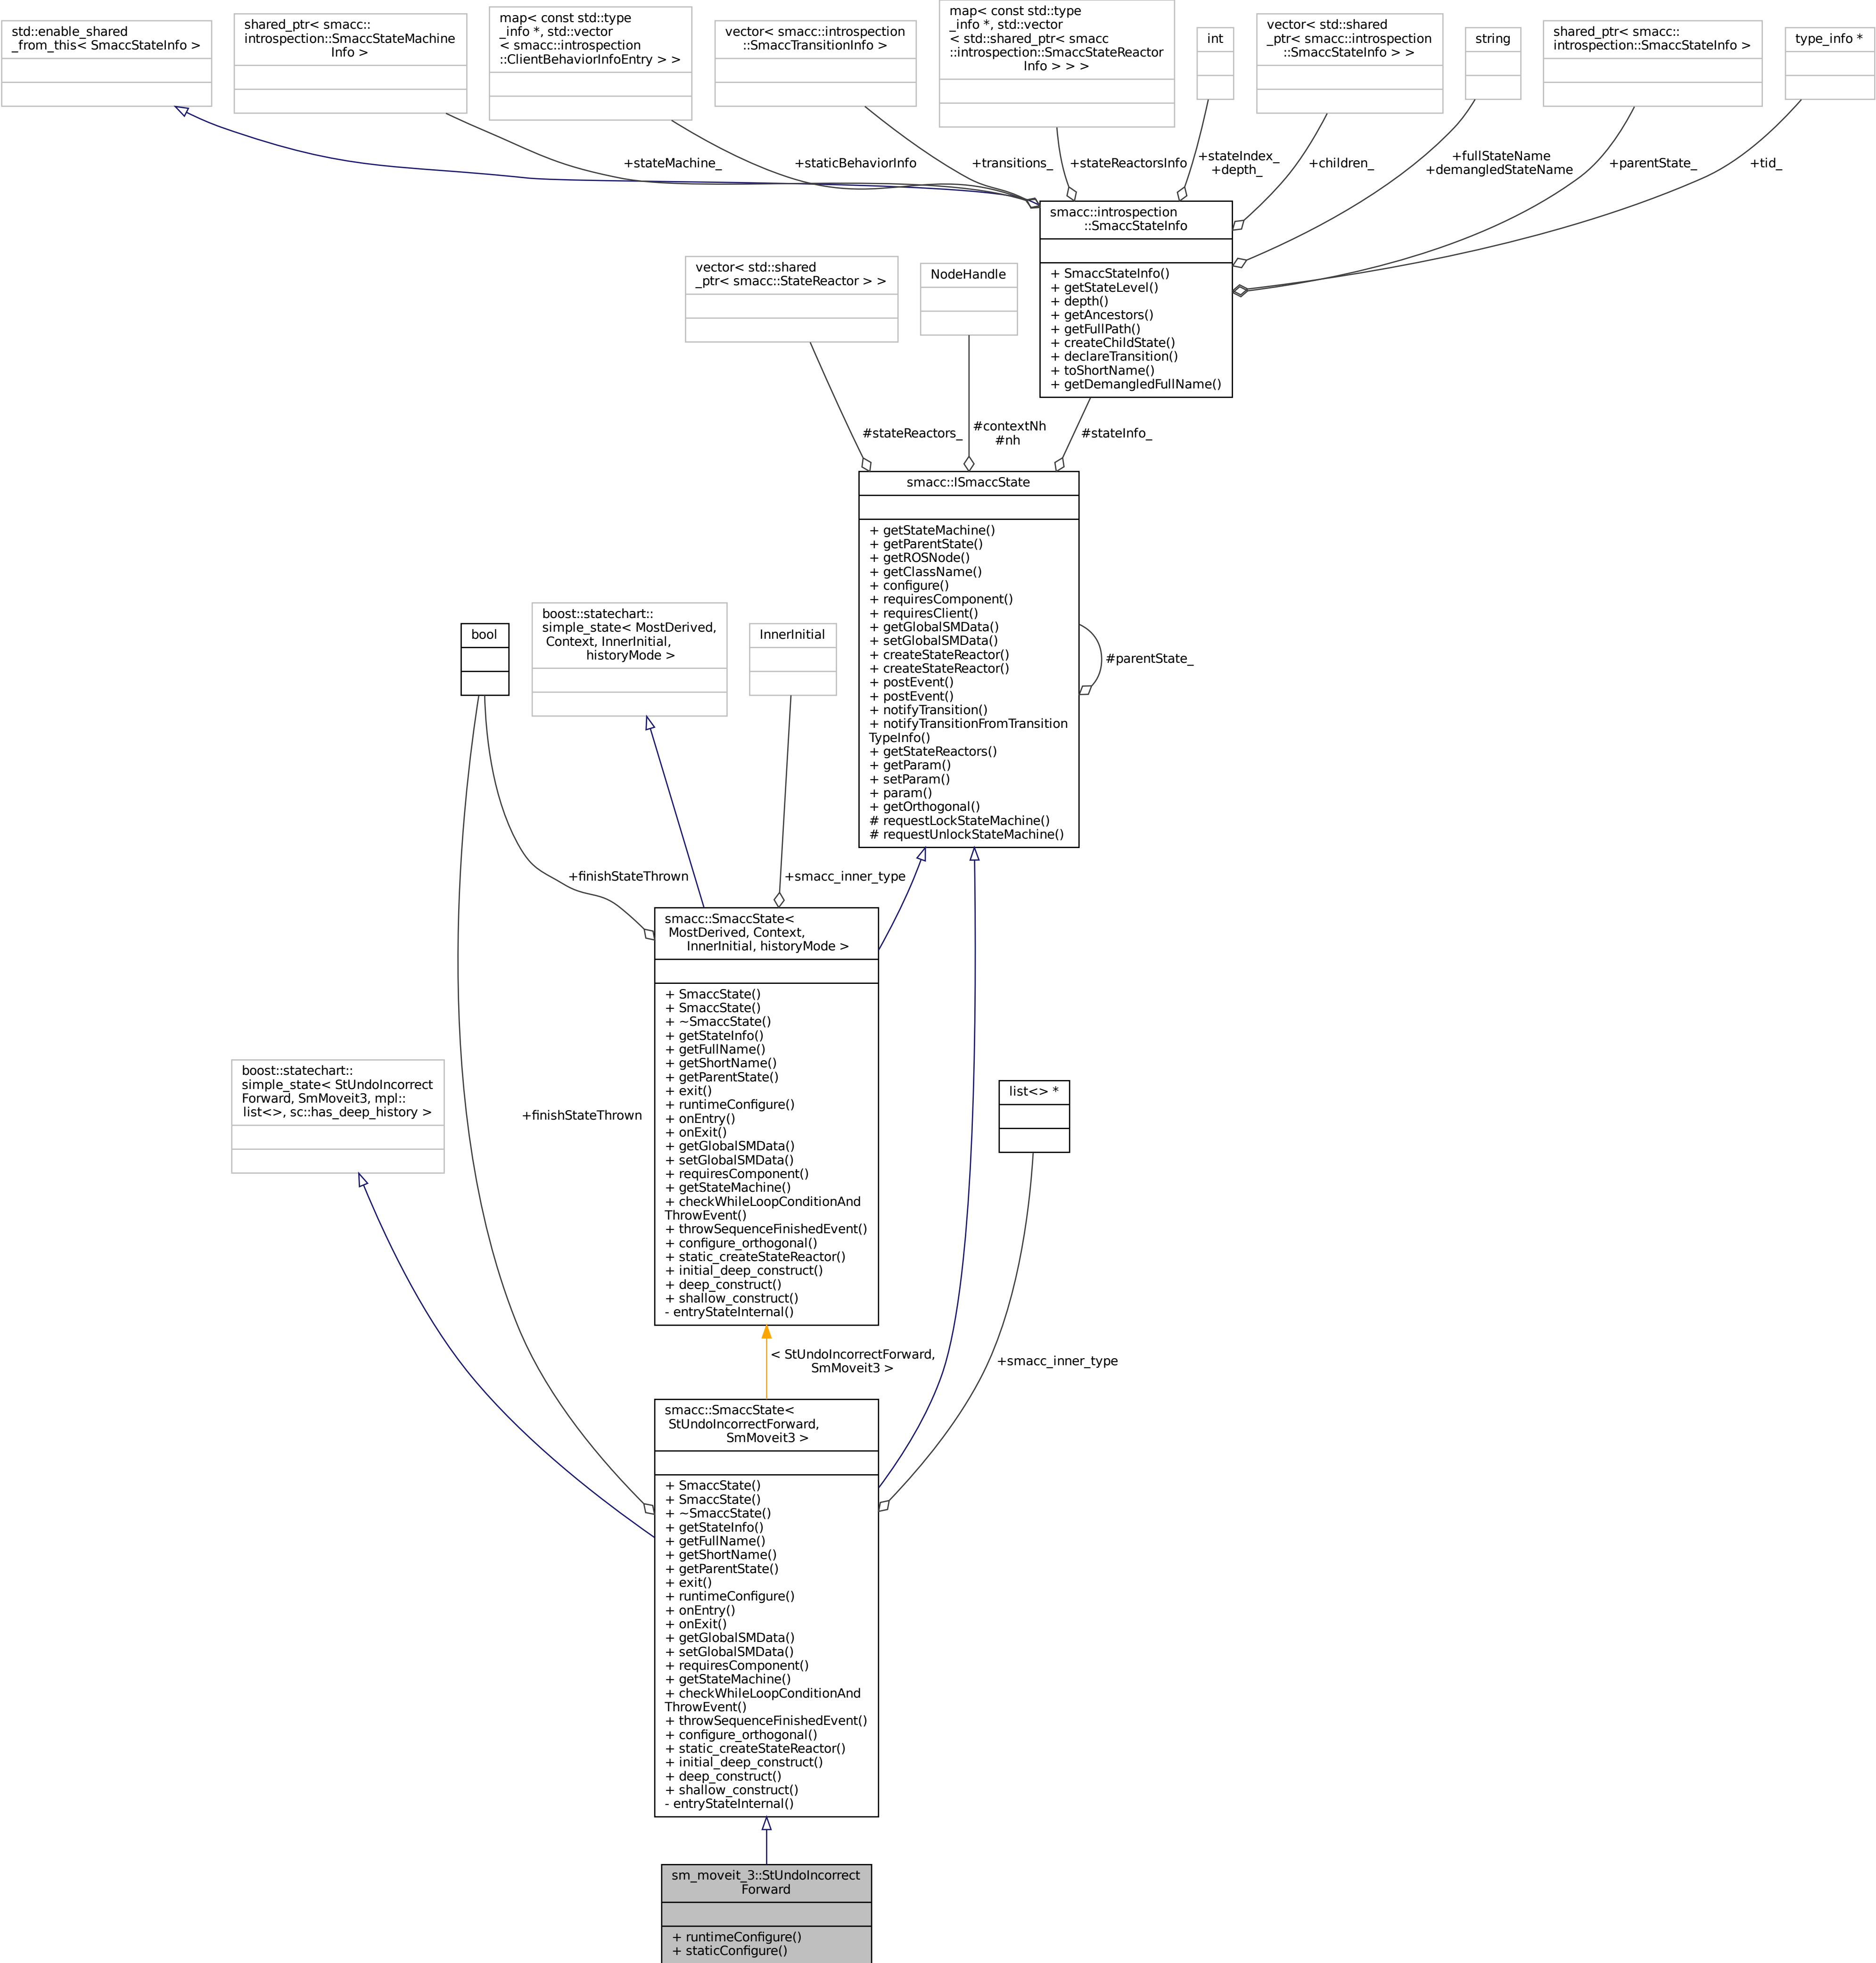 std::enable_shared
_from_this< SmaccStateInfo >
shared_ptr< smacc::
introspection::SmaccStateMachine
Info >
map< const std::type
_info *, std::vector
< smacc::introspection
::ClientBehaviorInfoEntry > >
vector< smacc::introspection
::SmaccTransitionInfo >
map< const std::type
_info *, std::vector
< std::shared_ptr< smacc
::introspection::SmaccStateReactor
Info > > >
int
vector< std::shared
_ptr< smacc::introspection
::SmaccStateInfo > >
string
shared_ptr< smacc::
introspection::SmaccStateInfo >
type_info *
+stateMachine_
+staticBehaviorInfo
+transitions_
+stateReactorsInfo
+stateIndex_
+depth_
+children_
+fullStateName
+demangledStateName
+parentState_
+tid_
smacc::introspection
::SmaccStateInfo
+ SmaccStateInfo()
+ getStateLevel()
+ depth()
+ getAncestors()
+ getFullPath()
+ createChildState()
+ declareTransition()
+ toShortName()
+ getDemangledFullName()
vector< std::shared
_ptr< smacc::StateReactor > >
NodeHandle
#stateReactors_
#contextNh
#nh
#stateInfo_
smacc::ISmaccState
+ getStateMachine()
+ getParentState()
+ getROSNode()
+ getClassName()
+ configure()
+ requiresComponent()
+ requiresClient()
+ getGlobalSMData()
+ setGlobalSMData()
+ createStateReactor()
+ createStateReactor()
+ postEvent()
+ postEvent()
+ notifyTransition()
+ notifyTransitionFromTransition
TypeInfo()
+ getStateReactors()
+ getParam()
+ setParam()
+ param()
+ getOrthogonal()
# requestLockStateMachine()
# requestUnlockStateMachine()
#parentState_
bool
boost::statechart::
simple_state< MostDerived,
Context, InnerInitial,
historyMode >
InnerInitial
+finishStateThrown
+smacc_inner_type
smacc::SmaccState<
MostDerived, Context,
InnerInitial, historyMode >
+ SmaccState()
+ SmaccState()
+ ~SmaccState()
+ getStateInfo()
+ getFullName()
+ getShortName()
+ getParentState()
+ exit()
+ runtimeConfigure()
+ onEntry()
+ onExit()
+ getGlobalSMData()
+ setGlobalSMData()
+ requiresComponent()
+ getStateMachine()
+ checkWhileLoopConditionAnd
ThrowEvent()
+ throwSequenceFinishedEvent()
+ configure_orthogonal()
+ static_createStateReactor()
+ initial_deep_construct()
+ deep_construct()
+ shallow_construct()
- entryStateInternal()
boost::statechart::
simple_state< StUndoIncorrect
Forward, SmMoveit3, mpl::
list<>, sc::has_deep_history >
+finishStateThrown
list<> *
< StUndoIncorrectForward,
SmMoveit3 >
+smacc_inner_type
smacc::SmaccState<
StUndoIncorrectForward,
SmMoveit3 >
+ SmaccState()
+ SmaccState()
+ ~SmaccState()
+ getStateInfo()
+ getFullName()
+ getShortName()
+ getParentState()
+ exit()
+ runtimeConfigure()
+ onEntry()
+ onExit()
+ getGlobalSMData()
+ setGlobalSMData()
+ requiresComponent()
+ getStateMachine()
+ checkWhileLoopConditionAnd
ThrowEvent()
+ throwSequenceFinishedEvent()
+ configure_orthogonal()
+ static_createStateReactor()
+ initial_deep_construct()
+ deep_construct()
+ shallow_construct()
- entryStateInternal()
sm_moveit_3::StUndoIncorrect
Forward
+ runtimeConfigure()
+ staticConfigure()